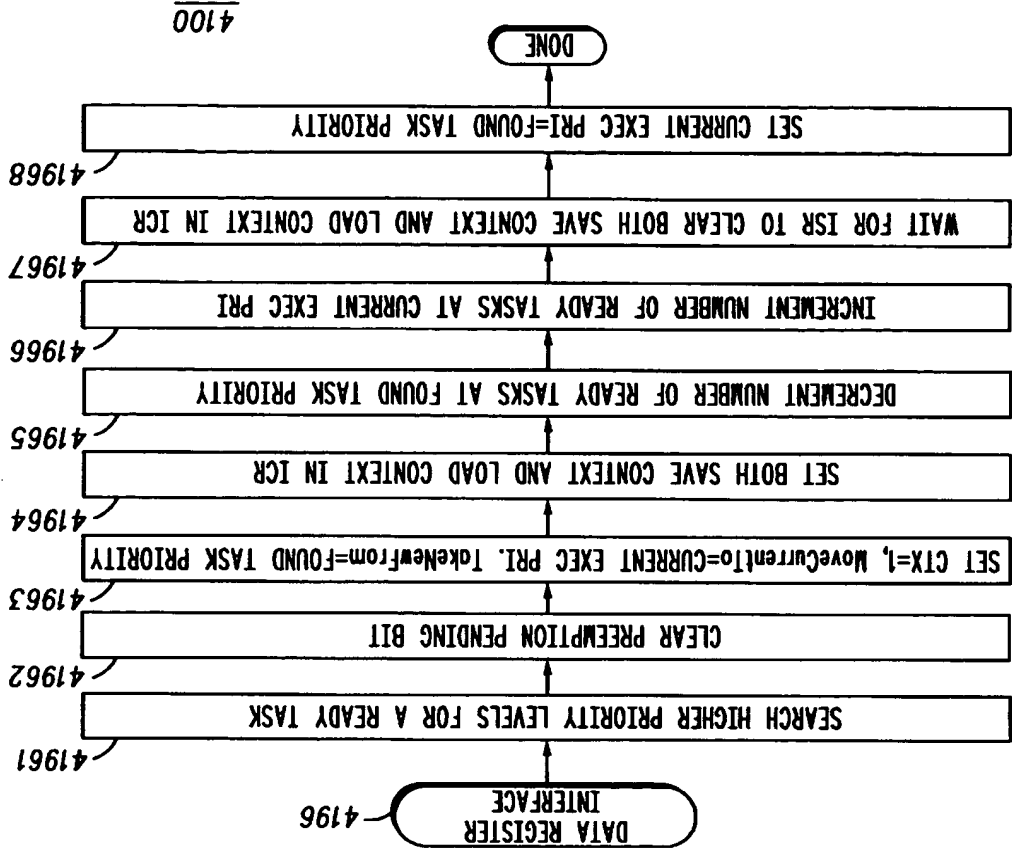 DATA REGISTER
INTERFACE
4196
SEARCH HIGHER PRIORITY LEVELS FOR A READY TASK
41961
CLEAR PREEMPTION PENDING BIT
41962
SET CTX=1, MoveCurrentTo=CURRENT EXEC PRI. TakeNewFrom=FOUND TASK PRIORITY
41963
SET BOTH SAVE CONTEXT AND LOAD CONTEXT IN ICR
41964
DECREMENT NUMBER OF READY TASKS AT FOUND TASK PRIORITY
41965
INCREMENT NUMBER OF READY TASKS AT CURRENT EXEC PRI
41966
WAIT FOR ISR TO CLEAR BOTH SAVE CONTEXT AND LOAD CONTEXT IN ICR
41967
SET CURRENT EXEC PRI=FOUND TASK PRIORITY
41968
DONE
4100